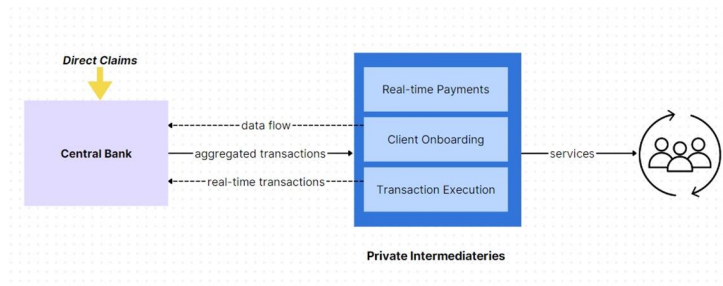 Direct Claims
Central Bank
data flow
aggregated transactions
real-time transactions
Real-time Payments
Client Onboarding
Transaction Execution
services
Private Intermediateries